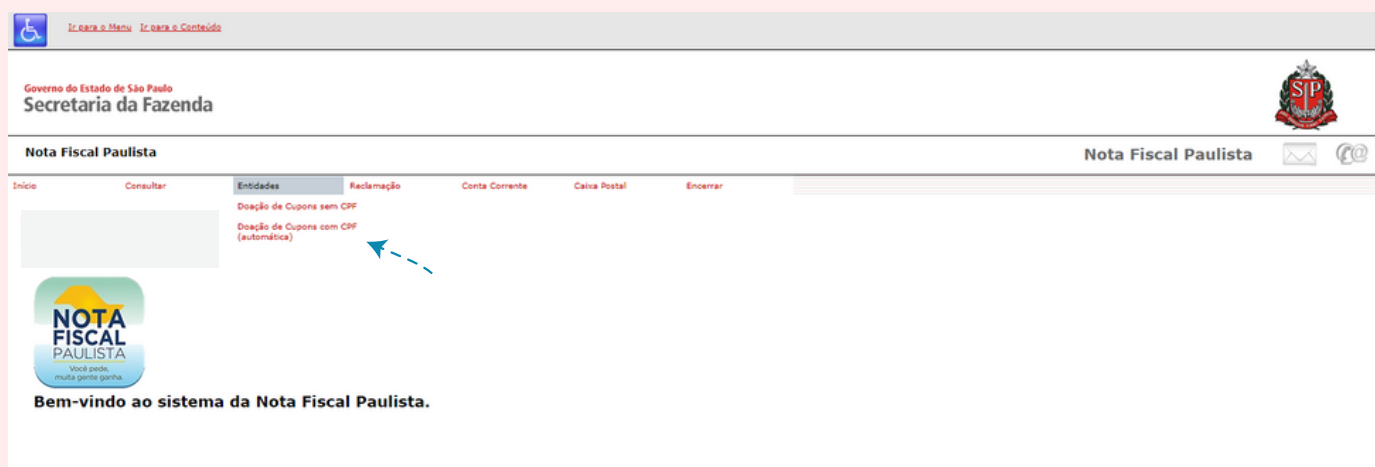 Ir para o Menu Ir para o Conteúdo
Governo do Estado de São Paulo
Secretaria da Fazenda
SP
Nota Fiscal Paulista
Nota Fiscal Paulista
Início Consultar Entidades Reclamação Conta Corrente Caixa Postal Encerrar
Doação de Cupons sem CPF
Doação de Cupons com CPF
(automática)
NOTA
FISCAL
PAULISTA
Você pede,
muita gente ganha.
Bem-vindo ao sistema da Nota Fiscal Paulista.